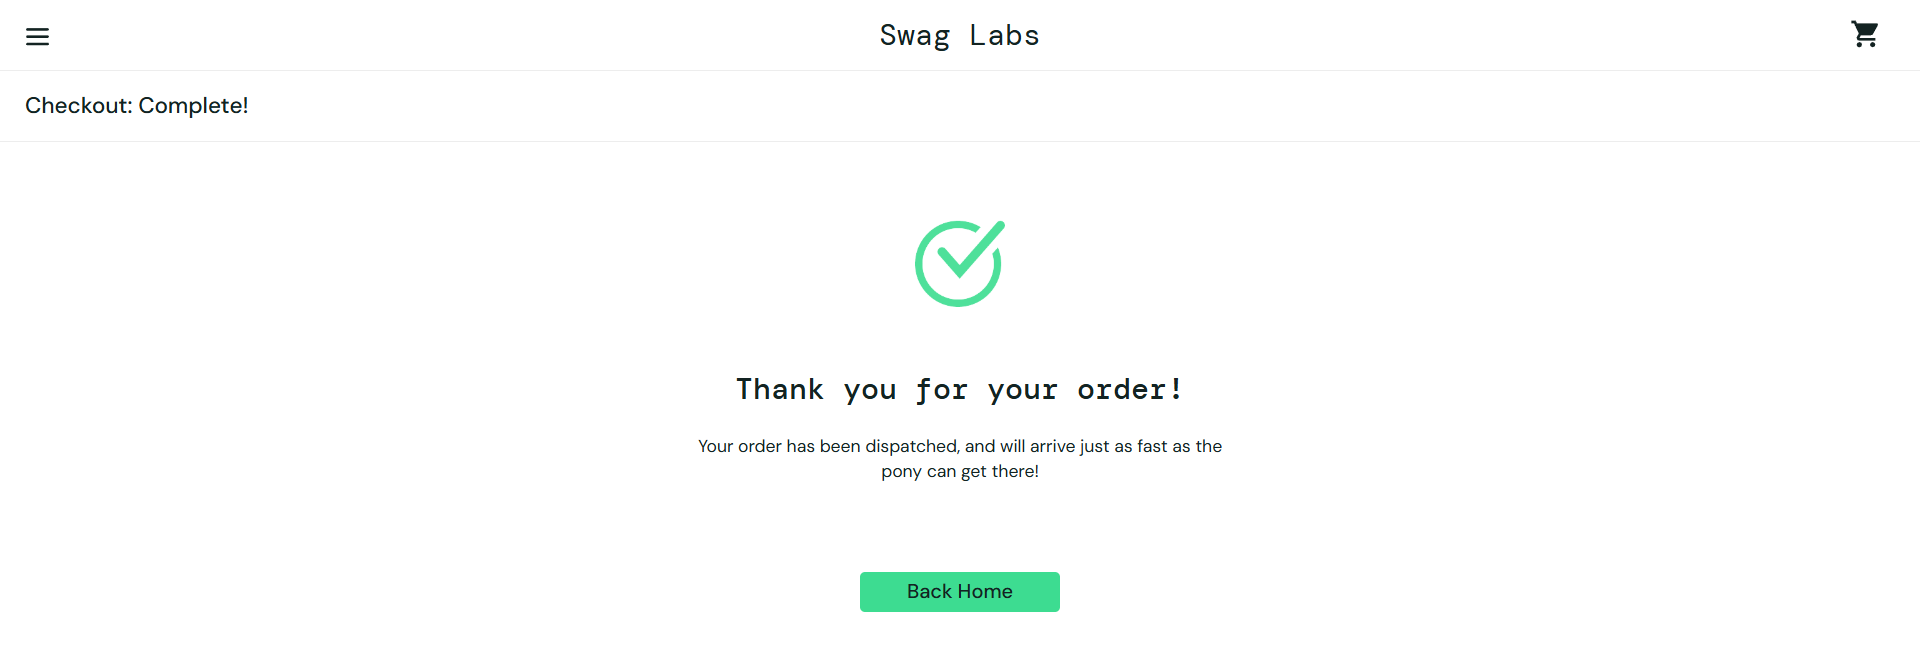 Swag Labs
Checkout: Complete!
Thank you for your order!
Your order has been dispatched, and will arrive just as fast as the
pony can get there!
Back Home